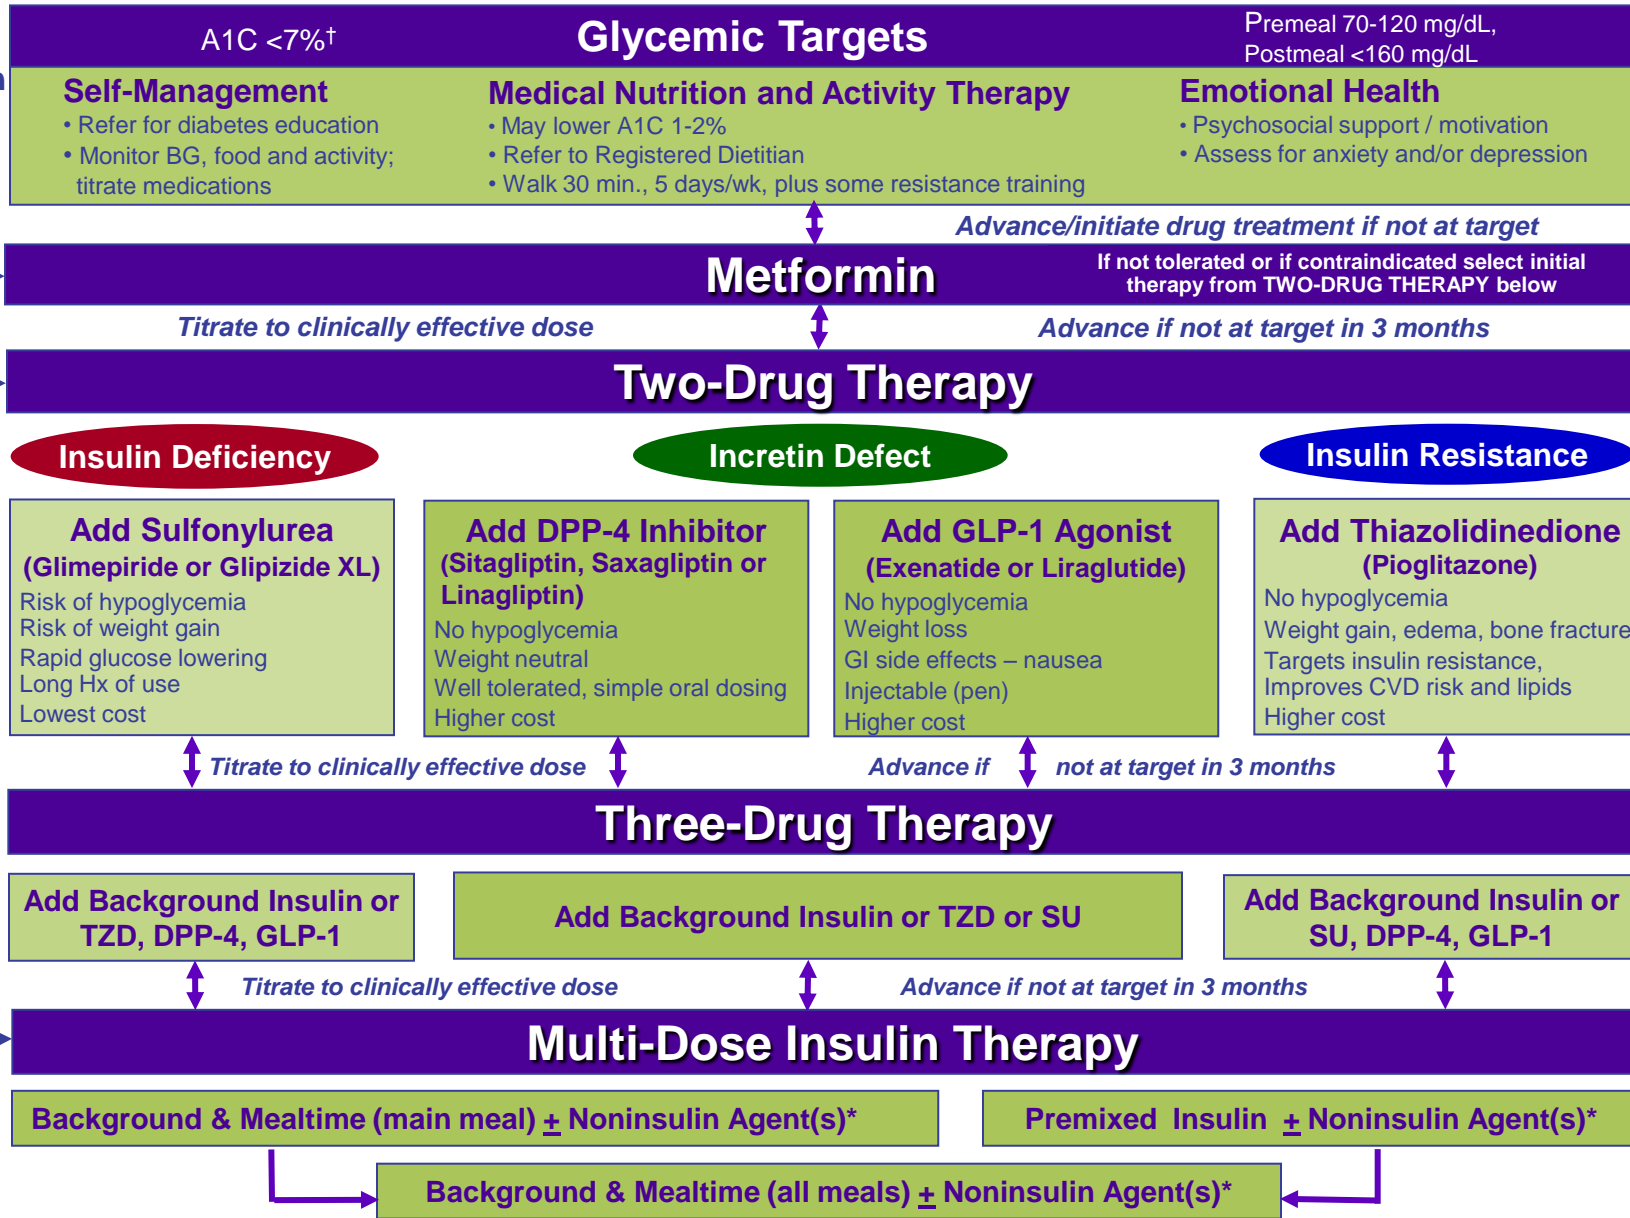 A1C <7%†
Glycemic Targets
Premeal 70-120 mg/dL,
Postmeal <160 mg/dL
Self-Management
• Refer for diabetes education
• Monitor BG, food and activity;
titrate medications
Medical Nutrition and Activity Therapy
• May lower A1C 1-2%
• Refer to Registered Dietitian
• Walk 30 min., 5 days/wk, plus some resistance training
Emotional Health
• Psychosocial support / motivation
• Assess for anxiety and/or depression
Advance/initiate drug treatment if not at target
Metformin
If not tolerated or if contraindicated select initial
therapy from TWO-DRUG THERAPY below
Titrate to clinically effective dose
Advance if not at target in 3 months
Two-Drug Therapy
Insulin Deficiency
Incretin Defect
Insulin Resistance
Add Sulfonylurea
(Glimepiride or Glipizide XL)
Risk of hypoglycemia
Risk of weight gain
Rapid glucose lowering
Long Hx of use
Lowest cost
Add DPP-4 Inhibitor
(Sitagliptin, Saxagliptin or
Linagliptin)
No hypoglycemia
Weight neutral
Well tolerated, simple oral dosing
Higher cost
Add GLP-1 Agonist
(Exenatide or Liraglutide)
No hypoglycemia
Weight loss
GI side effects – nausea
Injectable (pen)
Higher cost
Add Thiazolidinedione
(Pioglitazone)
No hypoglycemia
Weight gain, edema, bone fracture
Targets insulin resistance,
Improves CVD risk and lipids
Higher cost
Titrate to clinically effective dose
Advance if not at target in 3 months
Three-Drug Therapy
Add Background Insulin or
TZD, DPP-4, GLP-1
Add Background Insulin or TZD or SU
Add Background Insulin or
SU, DPP-4, GLP-1
Titrate to clinically effective dose
Advance if not at target in 3 months
Multi-Dose Insulin Therapy
Background & Mealtime (main meal) ± Noninsulin Agent(s)*
Premixed Insulin ± Noninsulin Agent(s)*
Background & Mealtime (all meals) ± Noninsulin Agent(s)*